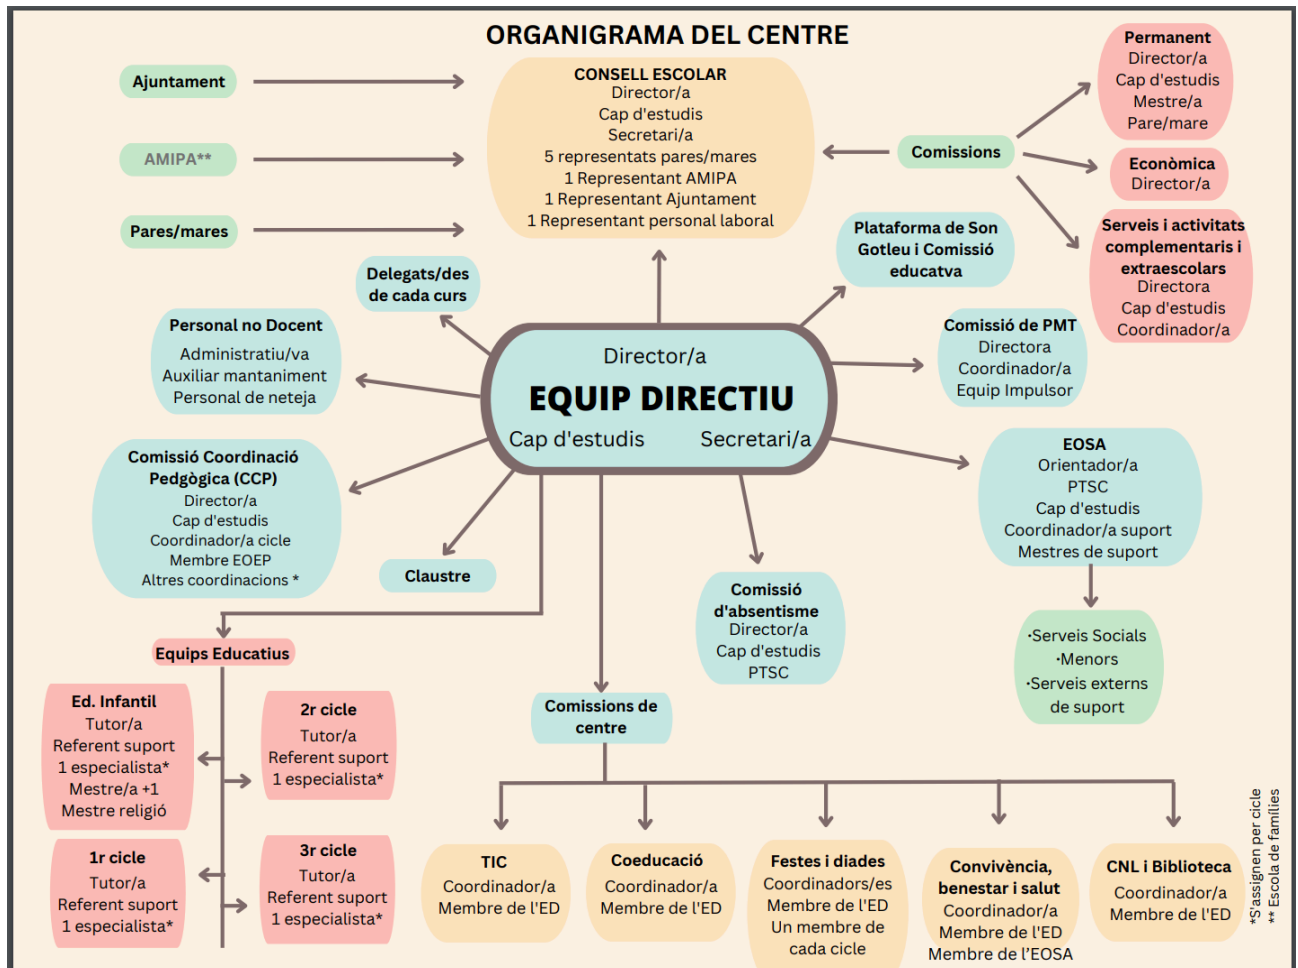 ORGANIGRAMA DEL CENTRE
Ajuntament
AMIPA**
Pares/mares
CONSELL ESCOLAR
Director/a
Cap d'estudis
Secretari/a
5 representats pares/mares
1 Representant AMIPA
1 Representant Ajuntament
1 Representant personal laboral
Comissions
Permanent
Director/a
Cap d'estudis
Mestre/a
Pare/mare
Econòmica
Director/a
Serveis i activitats
complementaris i
extraescolars
Directora
Cap d'estudis
Coordinador/a
Plataforma de Son
Gotleu i Comissió
educatva
Delegats/des
de cada curs
Personal no Docent
Administratiu/va
Auxiliar mantaniment
Personal de neteja
Director/a
EQUIP DIRECTIU
Cap d'estudis
Secretari/a
Comissió de PMT
Directora
Coordinador/a
Equip Impulsor
Comissió Coordinació
Pedgògica (CCP)
Director/a
Cap d'estudis
Coordinador/a cicle
Membre EOEP
Altres coordinacions *
Claustre
EOSA
Orientador/a
PTSC
Cap d'estudis
Coordinador/a suport
Mestres de suport
Comissió
d'absentisme
Director/a
Cap d'estudis
PTSC
·Serveis Socials
·Menors
·Serveis externs
de suport
Equips Educatius
Ed. Infantil
Tutor/a
Referent suport
1 especialista*
Mestre/a +1
Mestre religió
2r cicle
Tutor/a
Referent suport
1 especialista*
1r cicle
Tutor/a
Referent suport
1 especialista*
3r cicle
Tutor/a
Referent suport
1 especialista*
Comissions de
centre
TIC
Coordinador/a
Membre de l'ED
Coeducació
Coordinador/a
Membre de l'ED
Festes i diades
Coordinadors/es
Membre de l'ED
Un membre de
cada cicle
Convivència,
benestar i salut
Coordinador/a
Membre de l'ED
Membre de l’EOSA
CNL i Biblioteca
Coordinador/a
Membre de l'ED
*S'assignen per cicle
** Escola de famílies